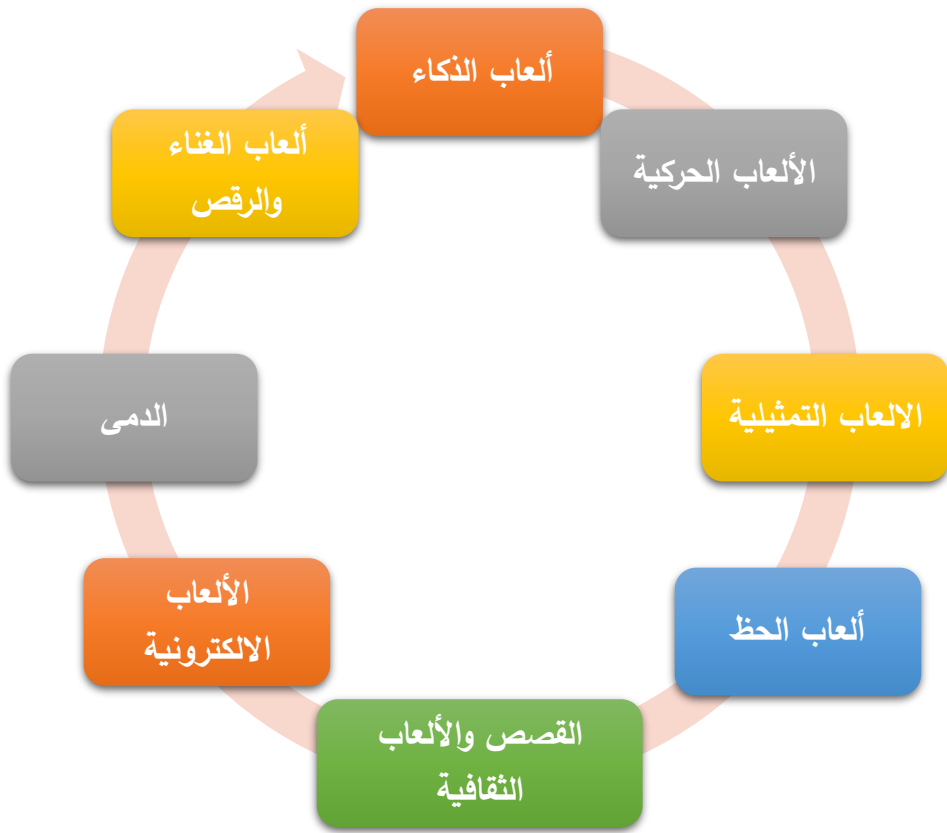 ألعاب الذكاء
الألعاب الحركية
الالعاب التمثيلية
ألعاب الحظ
القصص والألعاب
الثقافية
الألعاب
الالكترونية
الدمى
ألعاب الغناء
والرقص